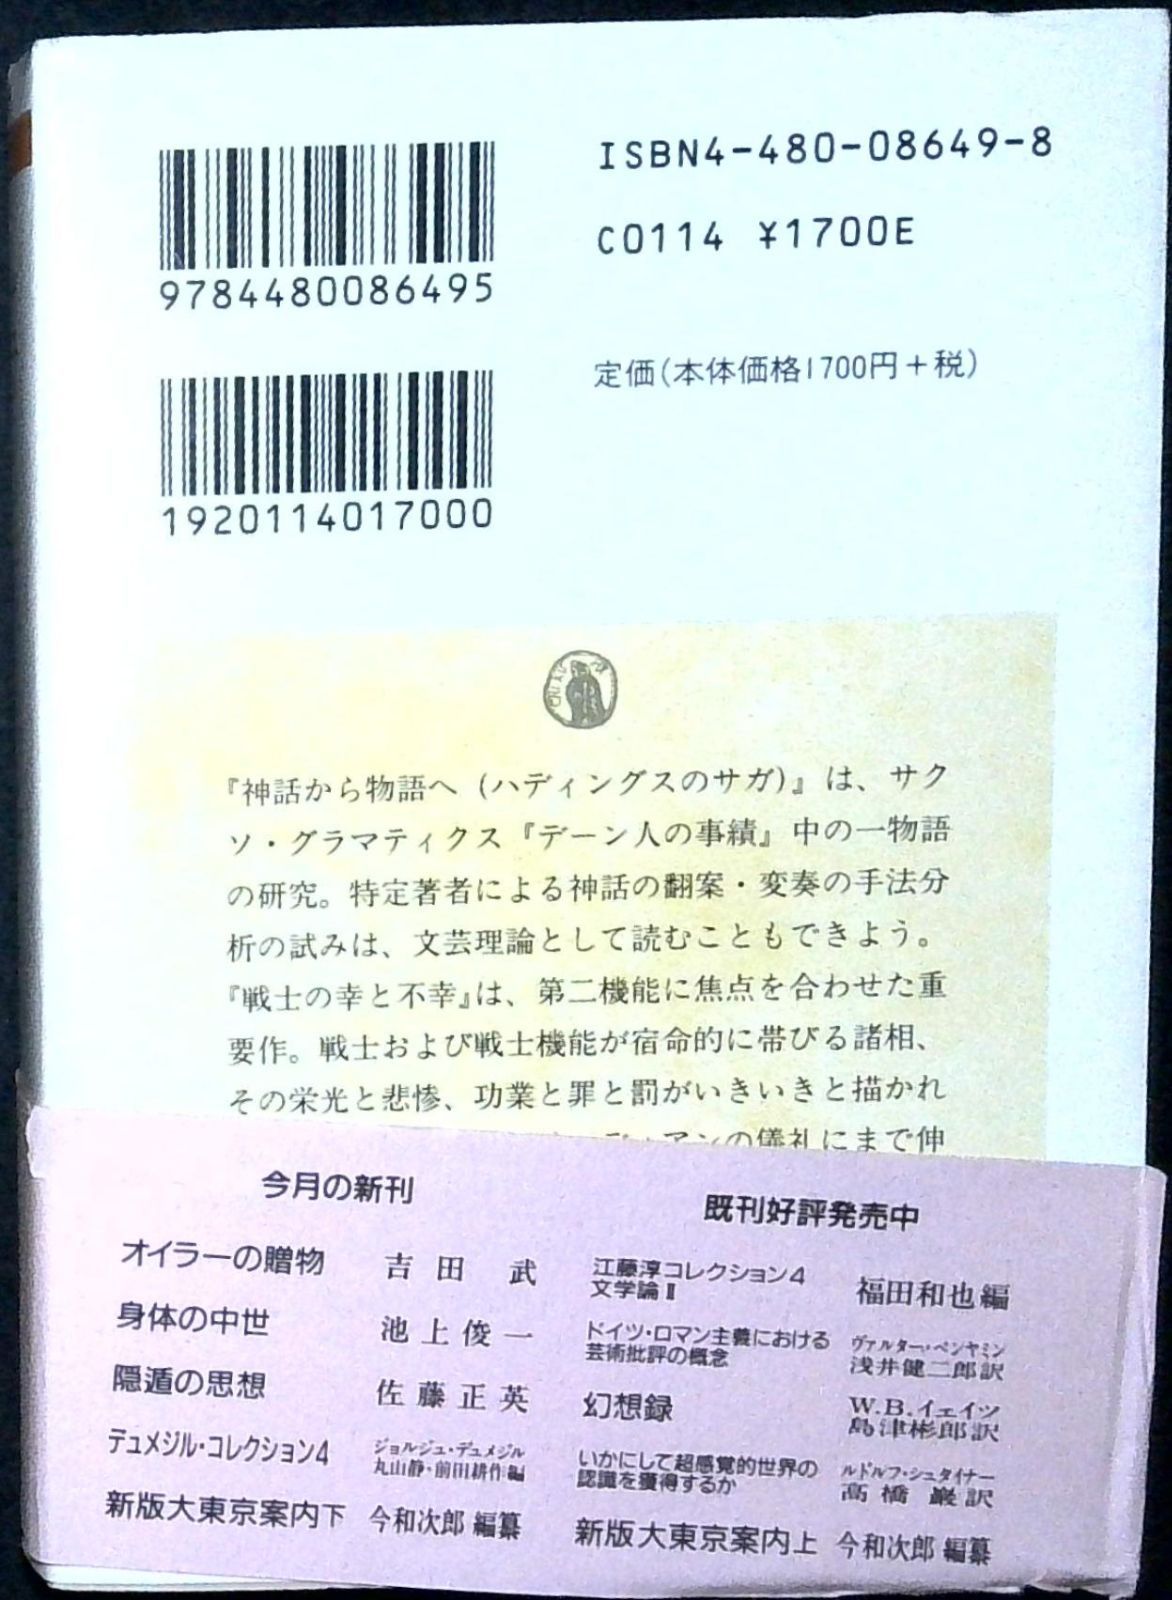 ISBN4-480-08649-8
C0114 ¥1700E
9784480086495
定価(本体価格1700円+税)
1920114017000
『神話から物語へ(ハディングスのサガ)』は、サク
ソ・グラマティクス『デーン人の事績』中の一物語
の研究。特定著者による神話の翻案・変奏の手法分
析の試みは、文芸理論として読むこともできよう。
『戦士の幸と不幸』は、第二機能に焦点を合わせた重
要作。戦士および戦士機能が宿命的に帯びる諸相、
その栄光と悲惨、功業と罪と罰がいきいきと描かれ
ディアンの儀礼にまで伸
今月の新刊
オイラーの贈物 吉田 武
身体の中世 池上俊一
隠遁の思想 佐藤正英
デュメジル・コレクション4 ジョルジュ・デュメジル
丸山静・前田耕作編
新版大東京案内下 今和次郎 編纂
既刊好評発売中
江藤淳コレクション4
文学論Ⅱ 福田和也編
ドイツ・ロマン主義における
芸術批評の概念 ヴァルター・ベンヤミン
浅井健二郎訳
幻想録 W.B.イェイツ
島津彬郎訳
いかにして超感覚的世界の
認識を獲得するか ルドルフ・シュタイナー
高橋 巖訳
新版大東京案内上 今和次郎 編纂